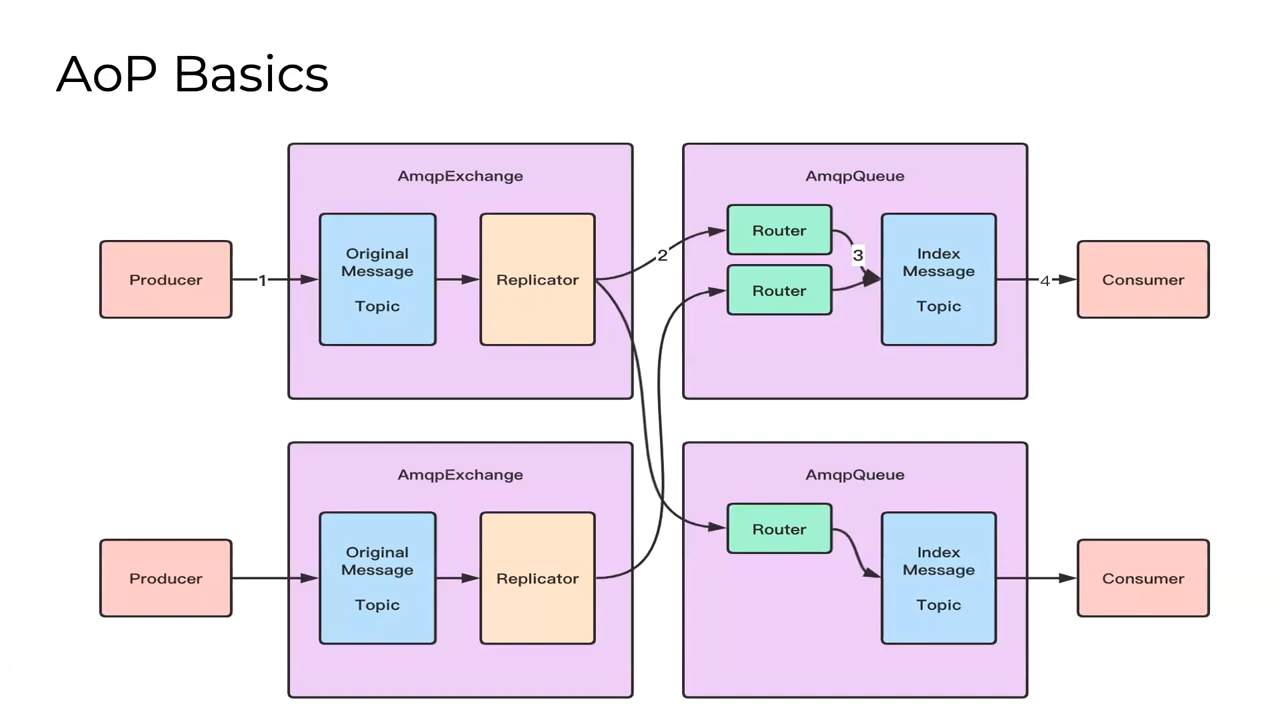 AoP Basics
AmqpExchange
AmqpQueue
Producer
1
Original
Message
Topic
Replicator
2
Router
Router
3
Index
Message
Topic
4
Consumer
AmqpExchange
AmqpQueue
Producer
Original
Message
Topic
Replicator
Router
Index
Message
Topic
Consumer